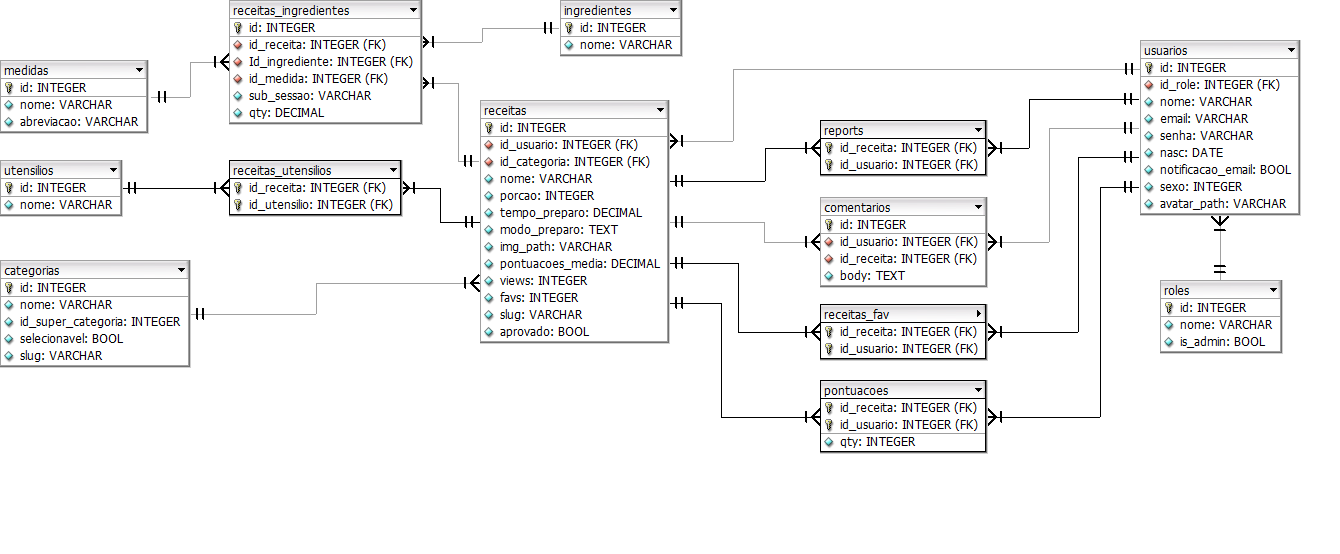 receitas_ingredientes
id: INTEGER
id_receita: INTEGER (FK)
Id_ingrediente: INTEGER (FK)
id_medida: INTEGER (FK)
sub_sessao: VARCHAR
qty: DECIMAL
ingredientes
id: INTEGER
nome: VARCHAR
medidas
id: INTEGER
nome: VARCHAR
abreviacao: VARCHAR
utensilios
id: INTEGER
nome: VARCHAR
receitas_utensilios
id_receita: INTEGER (FK)
id_utensilio: INTEGER (FK)
categorias
id: INTEGER
nome: VARCHAR
id_super_categoria: INTEGER
selecionavel: BOOL
slug: VARCHAR
receitas
id: INTEGER
id_usuario: INTEGER (FK)
id_categoria: INTEGER (FK)
nome: VARCHAR
porcao: INTEGER
tempo_preparo: DECIMAL
modo_preparo: TEXT
img_path: VARCHAR
pontuacoes_media: DECIMAL
views: INTEGER
favs: INTEGER
slug: VARCHAR
aprovado: BOOL
reports
id_receita: INTEGER (FK)
id_usuario: INTEGER (FK)
comentarios
id: INTEGER
id_usuario: INTEGER (FK)
id_receita: INTEGER (FK)
body: TEXT
receitas_fav
id_receita: INTEGER (FK)
id_usuario: INTEGER (FK)
pontuacoes
id_receita: INTEGER (FK)
id_usuario: INTEGER (FK)
qty: INTEGER
usuarios
id: INTEGER
id_role: INTEGER (FK)
nome: VARCHAR
email: VARCHAR
senha: VARCHAR
nasc: DATE
notificacao_email: BOOL
sexo: INTEGER
avatar_path: VARCHAR
roles
id: INTEGER
nome: VARCHAR
is_admin: BOOL